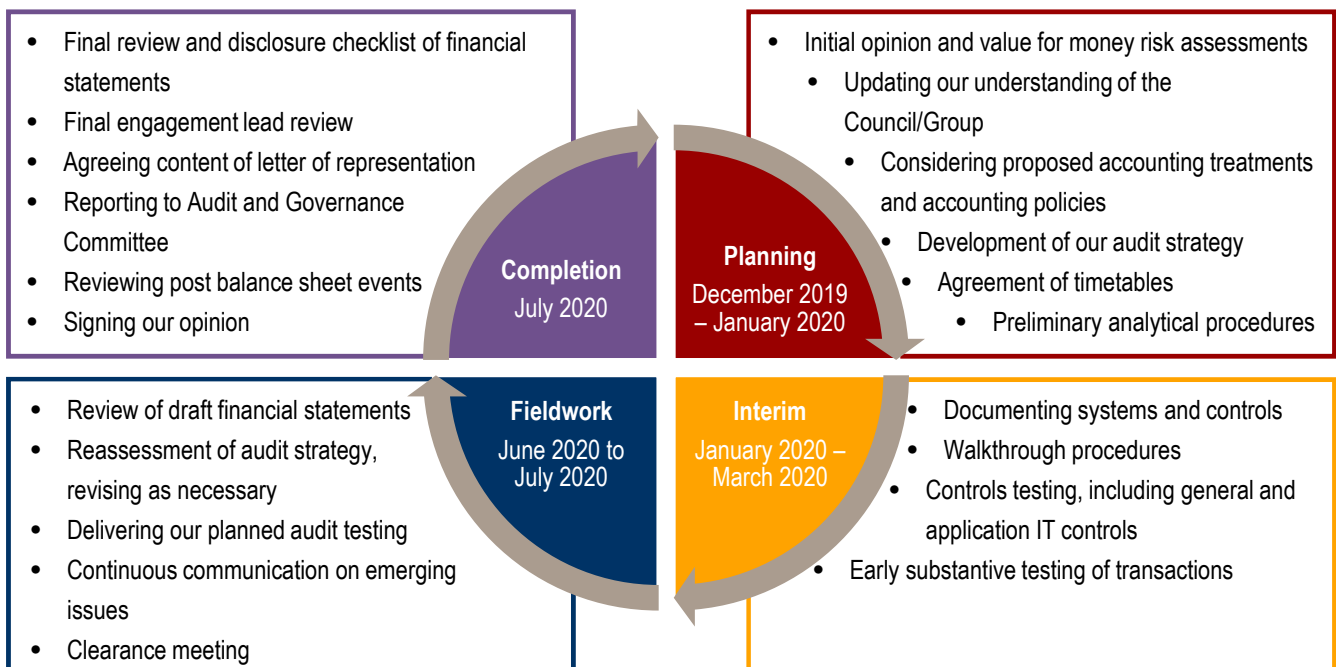 • Final review and disclosure checklist of financial
statements
• Final engagement lead review
• Agreeing content of letter of representation
• Reporting to Audit and Governance
Committee
• Reviewing post balance sheet events
• Signing our opinion
Completion
July 2020
• Initial opinion and value for money risk assessments
• Updating our understanding of the
Council/Group
• Considering proposed accounting treatments
and accounting policies
• Development of our audit strategy
• Agreement of timetables
• Preliminary analytical procedures
Planning
December 2019
– January 2020
• Review of draft financial statements
• Reassessment of audit strategy,
revising as necessary
• Delivering our planned audit testing
• Continuous communication on emerging
issues
• Clearance meeting
Fieldwork
June 2020 to
July 2020
Interim
January 2020 –
March 2020
• Documenting systems and controls
• Walkthrough procedures
• Controls testing, including general and
application IT controls
• Early substantive testing of transactions